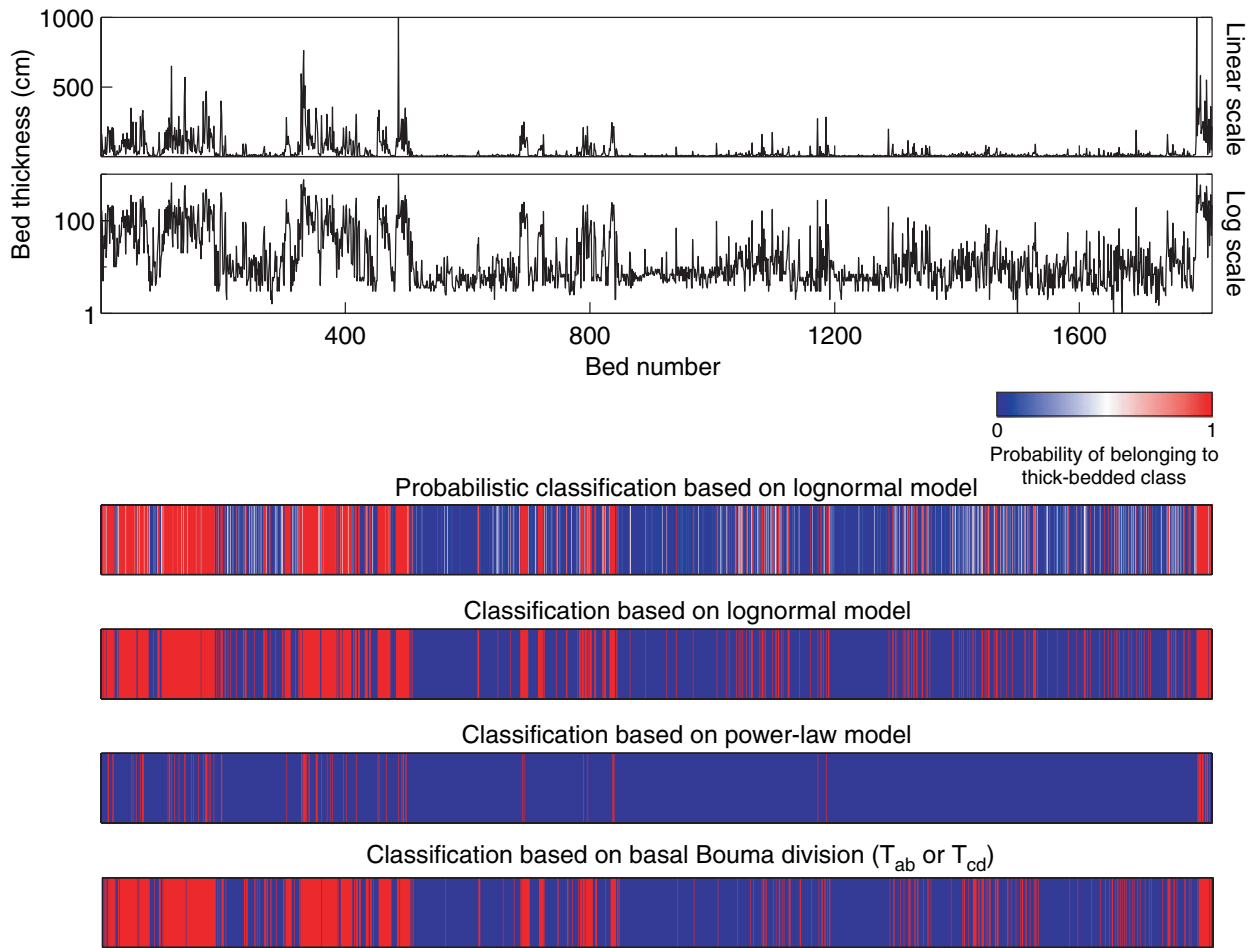 1000
500
Linear scale
Bed thickness (cm)
100
1
Log scale
400
800
1200
1600
Bed number
0
1
Probability of belonging to
thick-bedded class
Probabilistic classification based on lognormal model
Classification based on lognormal model
Classification based on power-law model
Classification based on basal Bouma division (Tab or Tcd)